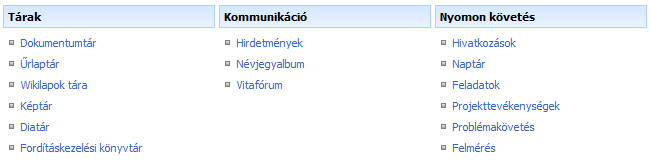 Tárak
Dokumentumtár
Űrlaptár
Wikilapok tára
Képtár
Diatár
Fordításkezelési könyvtár
Kommunikáció
Hirdetmények
Névjegyalbum
Vitafórum
Nyomon követés
Hivatkozások
Naptár
Feladatok
Projekttevékenységek
Problémakövetés
Felmérés